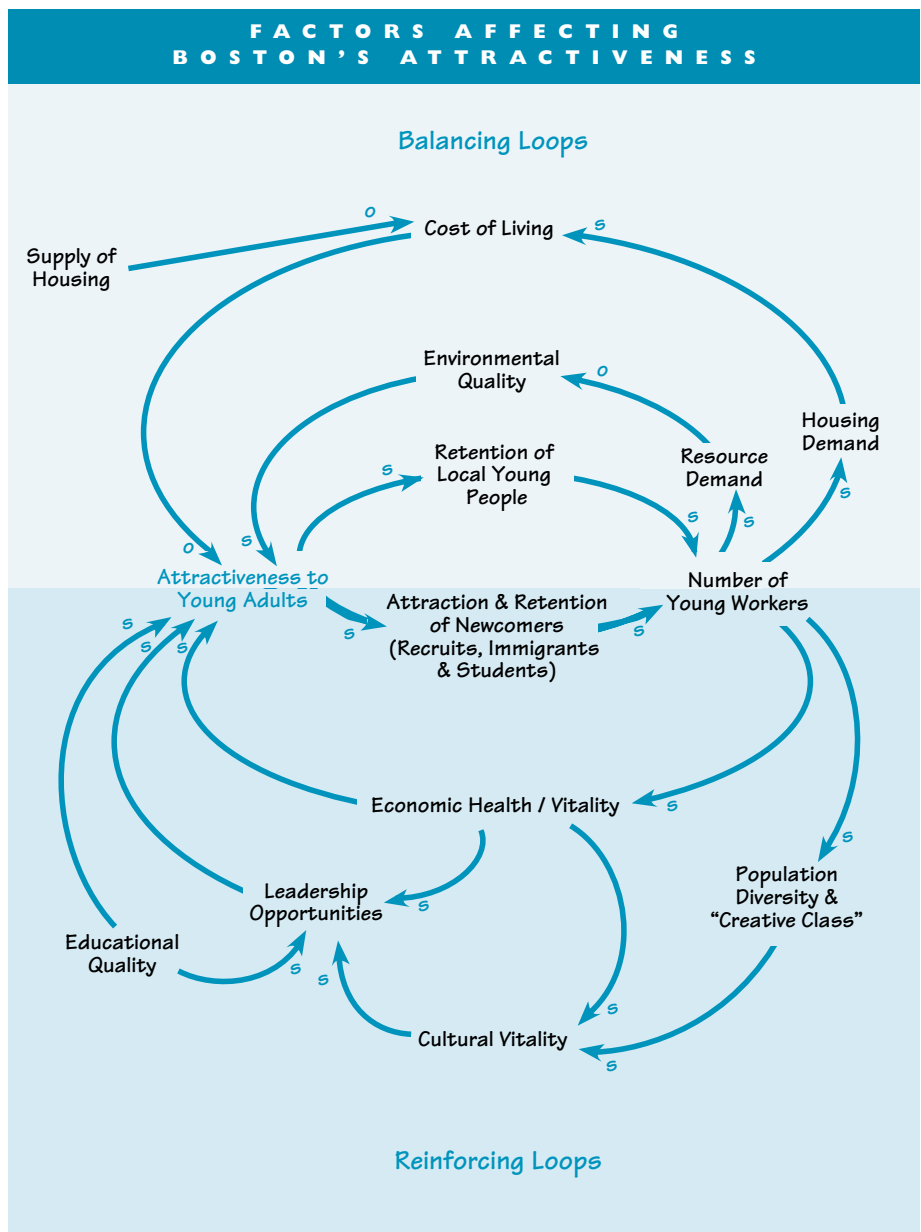 FACTORS AFFECTING
BOSTON'S ATTRACTIVENESS
Balancing Loops
o
Cost of Living
s
Supply of
Housing
Environmental
Quality
o
Housing
Demand
Retention of
Local Young
People
s
Resource
Demand
s
s
s
s
o
s
Attractiveness to
Young Adults
Number of
Young Workers
Attraction & Retention
of Newcomers
(Recruits, Immigrants
& Students)
s
s
s
s
s
Economic Health / Vitality
s
s
Population
Diversity &
"Creative Class"
Leadership
Opportunities
s
Educational
Quality
s
s
s
Cultural Vitality
s
Reinforcing Loops